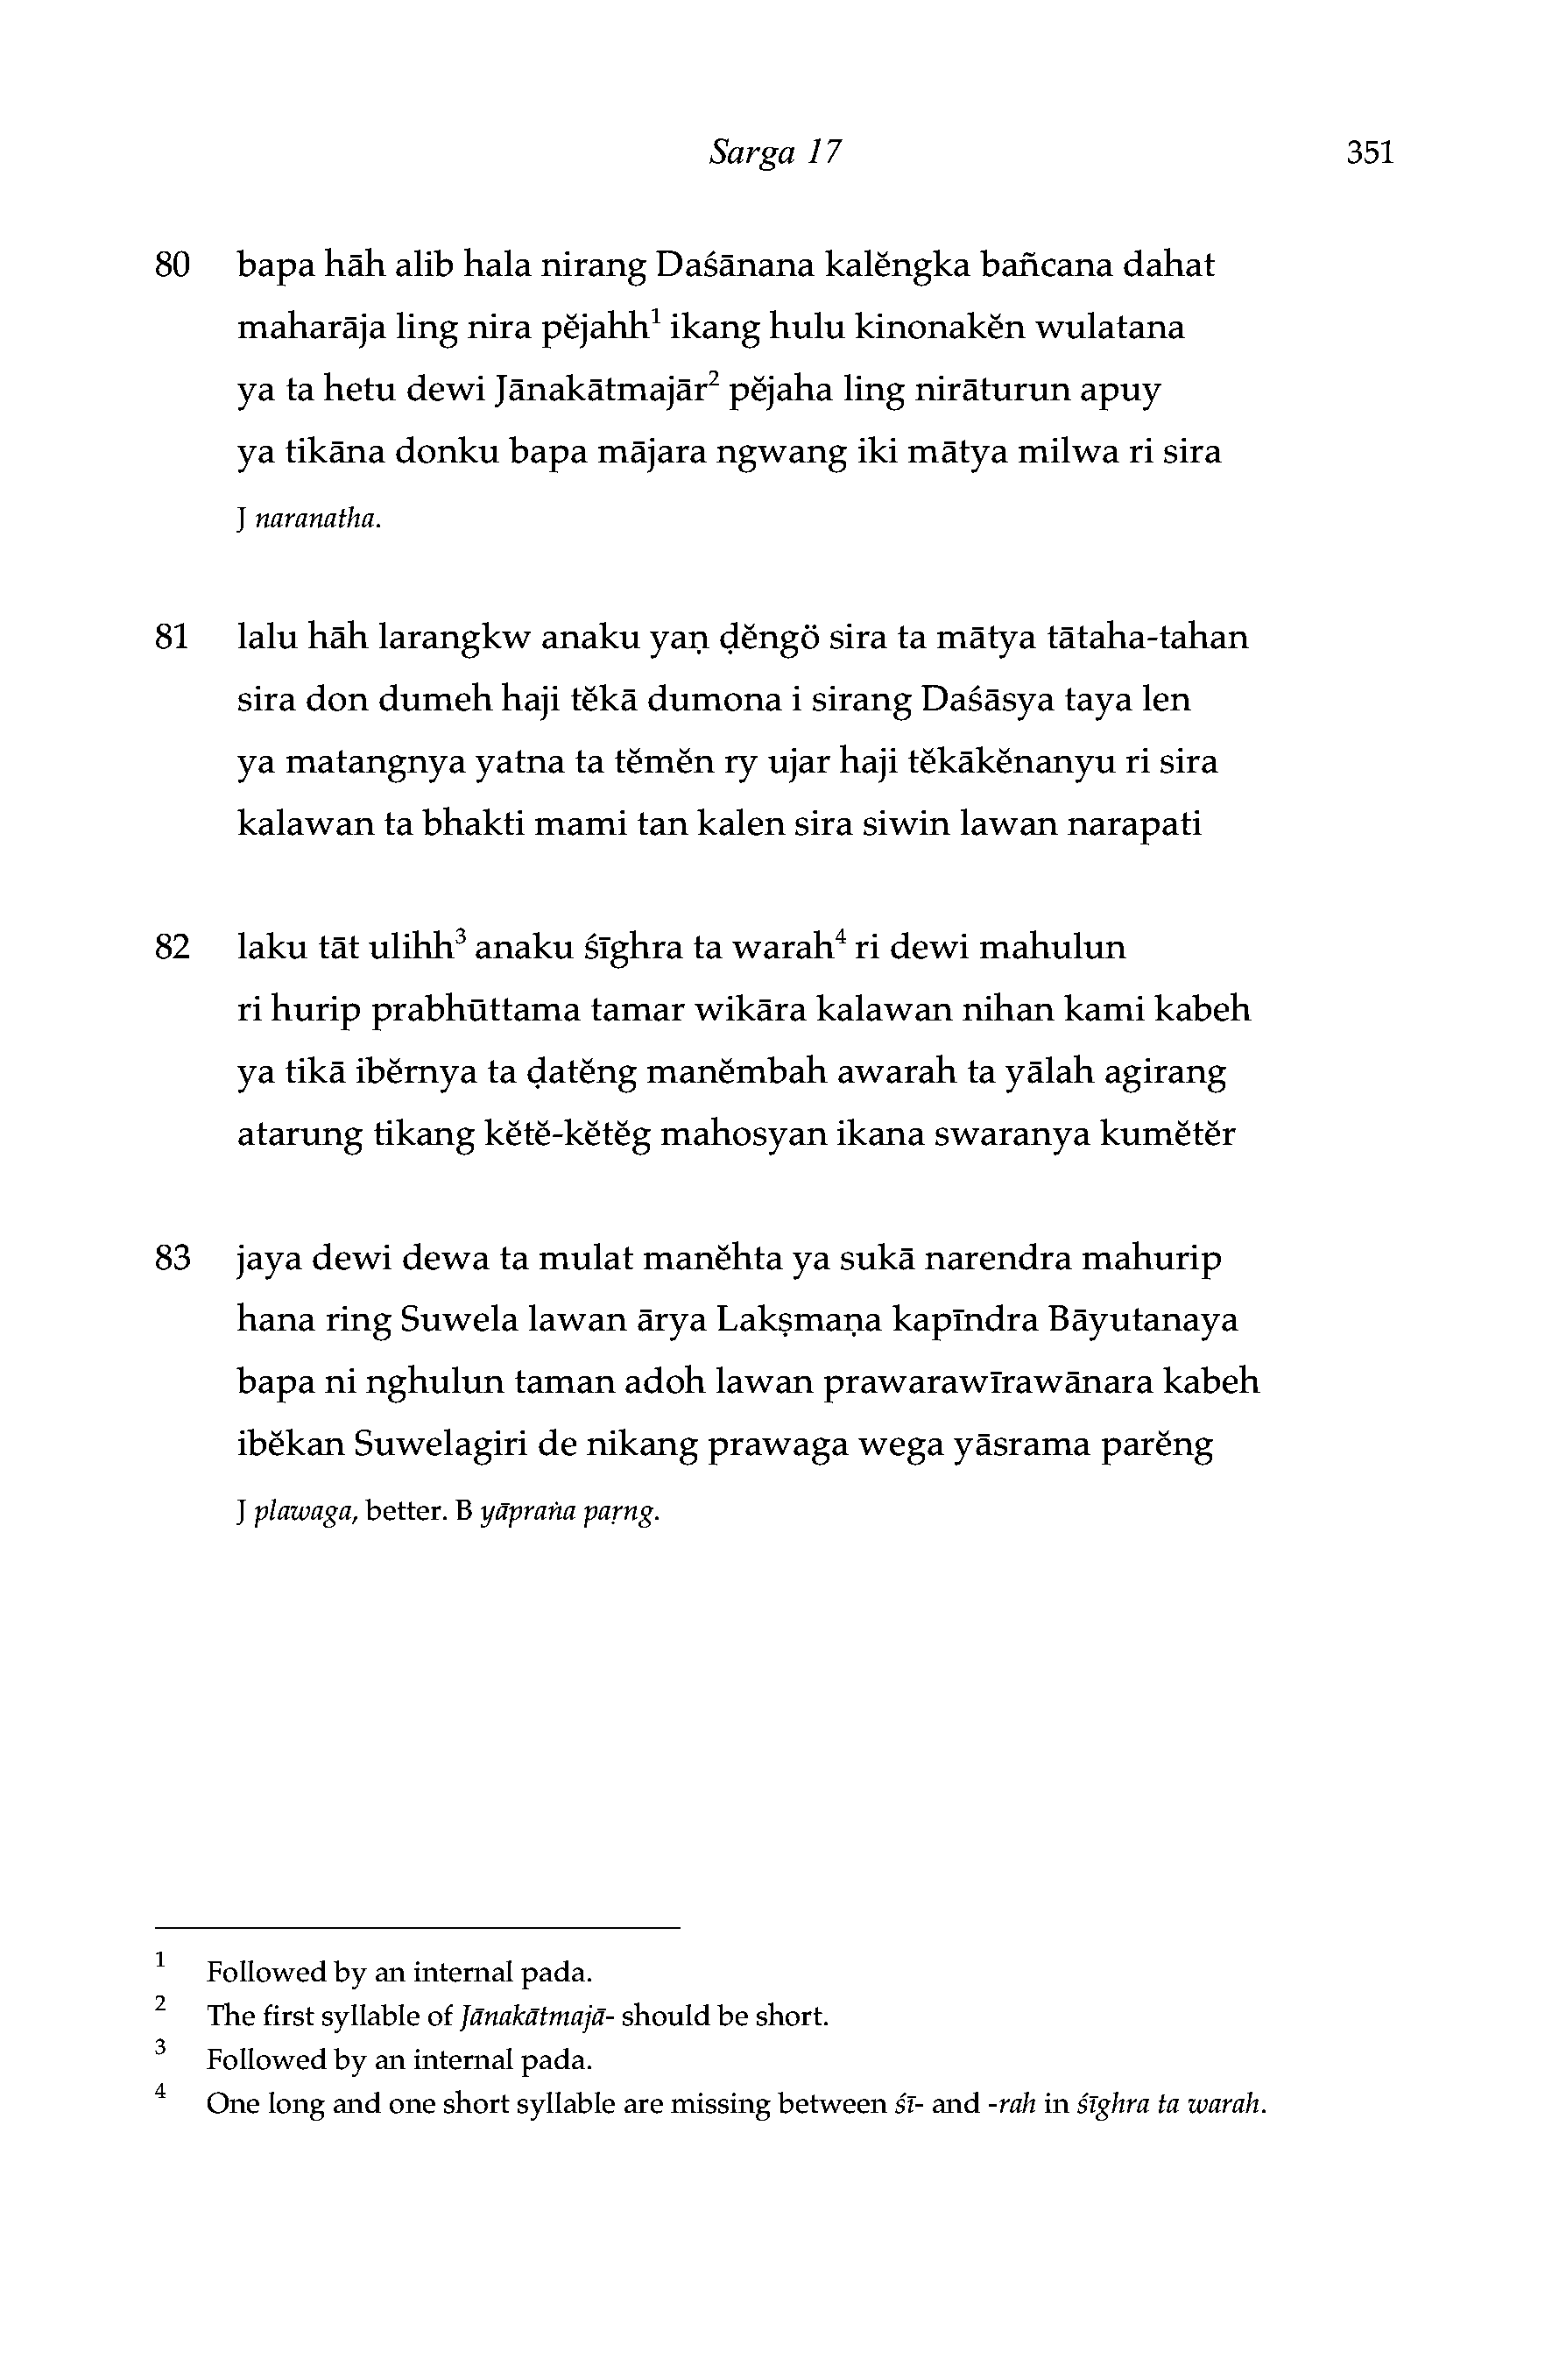 Sarga 17 351
80 bapa hāh alib hala nirang Daśānana kalĕngka bañcana dahat
maharāja ling nira pĕjahh¹ ikang hulu kinonakĕn wulatana
ya ta hetu dewi Jānakātmajār² pĕjaha ling nirāturun apuy
ya tikāna donku bapa mājara ngwang iki mātya milwa ri sira
J naranatha.
81 lalu hāh larangkw anaku yaṇ ḍĕngö sira ta mātya tātaha-tahan
sira don dumeh haji tĕkā dumona i sirang Daśāsya taya len
ya matangnya yatna ta tĕmĕn ry ujar haji tĕkākĕnanyu ri sira
kalawan ta bhakti mami tan kalen sira siwin lawan narapati
82 laku tāt ulihh³ anaku śīghra ta warah⁴ ri dewi mahulun
ri hurip prabhūttama tamar wikāra kalawan nihan kami kabeh
ya tikā ibĕrnya ta ḍatĕng manĕmbah awarah ta yālah agirang
atarung tikang kĕtĕ-kĕtĕg mahosyan ikana swaranya kumĕtĕr
83 jaya dewi dewa ta mulat manĕhta ya sukā narendra mahurip
hana ring Suwela lawan ārya Lakṣmaṇa kapīndra Bāyutanaya
bapa ni nghulun taman adoh lawan prawarawīrawānara kabeh
ibĕkan Suwelagiri de nikang prawaga wega yāsrama parĕng
J plawaga, better. B yāpraṅa paṛng.
1 Followed by an internal pada.
2 The first syllable of Jānakātmajā- should be short.
3 Followed by an internal pada.
4 One long and one short syllable are missing between śī- and -rah in śīghra ta warah.